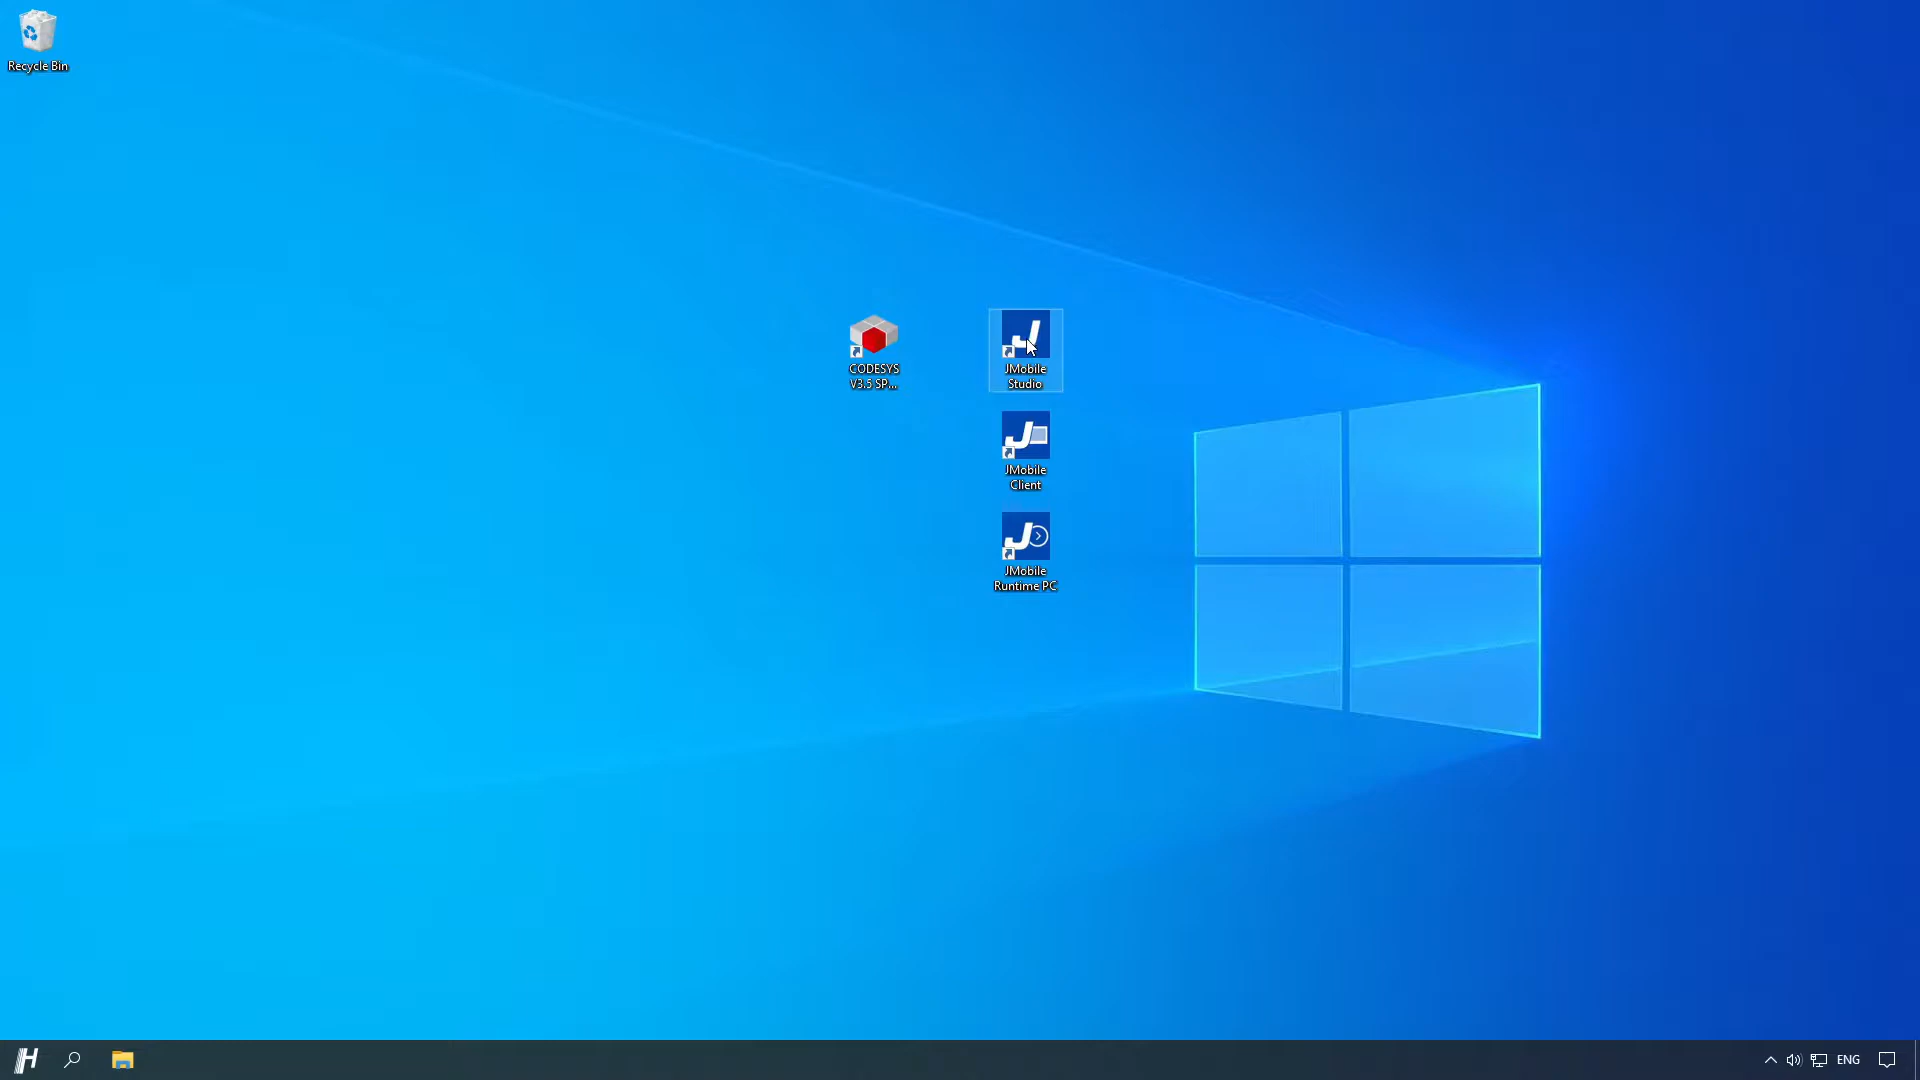 Recycle Bin
CODESYS
V3.5 SP...
JMobile
Studio
JMobile
Client
JMobile
Runtime PC
ENG